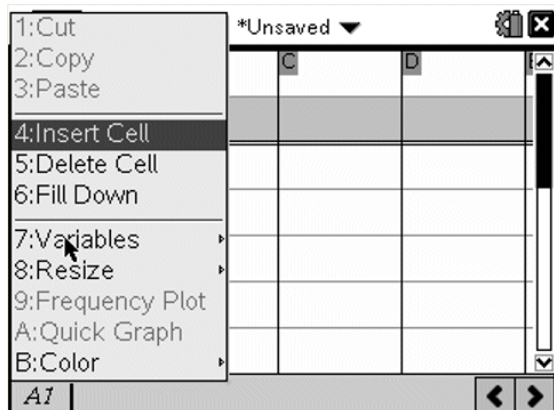 1:Cut
*Unsaved
2:Copy
C
D
3:Paste
4:Insert Cell
5:Delete Cell
6:Fill Down
7:Variables
8:Resize
9:Frequency Plot
A:Quick Graph
B:Color
A1